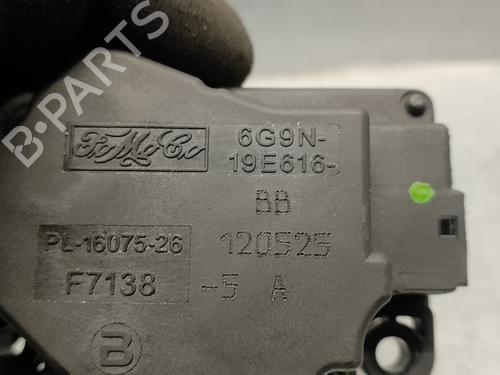 B-PARTS
FoMoCo
6G9N-
19E616-
BB
PL-16075-26
120525
F7138
-5 A
B